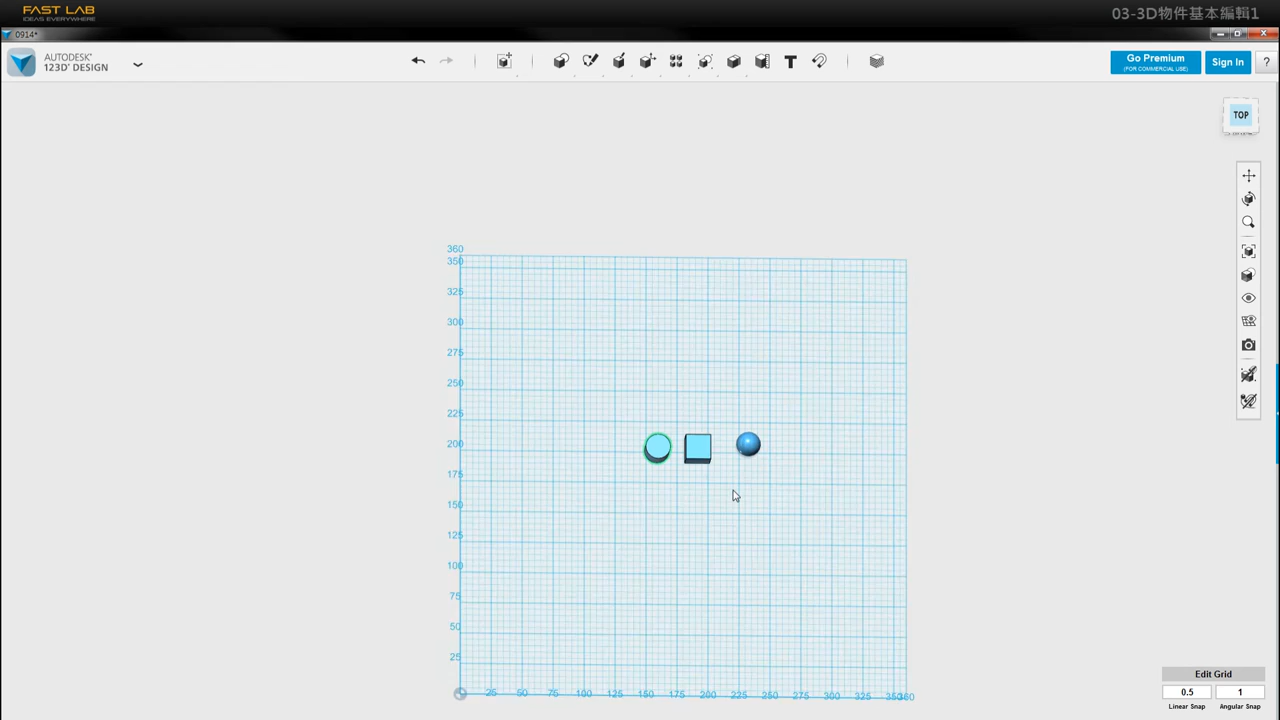 FAST LAB
IDEAS EVERYWHERE
03-3D物件基本編輯1
0914*
AUTODESK®
123D® DESIGN
Go Premium
(FOR COMMERCIAL USE)
Sign In
?
TOP
360
350
325
300
275
250
225
200
175
150
125
100
75
50
25
25 50 75 100 125 150 175 200 225 250 275 300 325 350 360
Edit Grid
0.5 1
Linear Snap Angular Snap